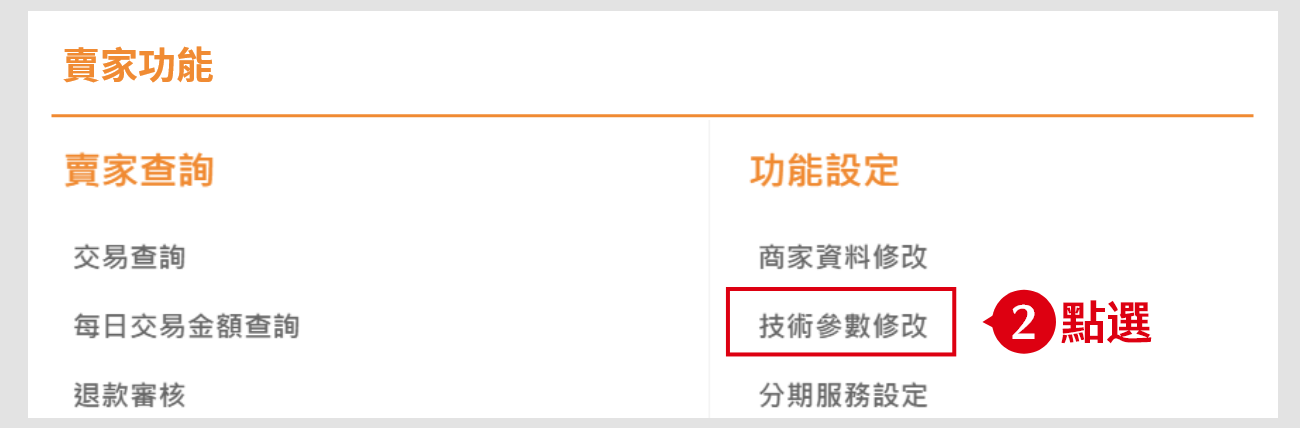 賣家功能
賣家查詢
交易查詢
每日交易金額查詢
退款審核
功能設定
商家資料修改
技術參數修改
2 點選
分期服務設定